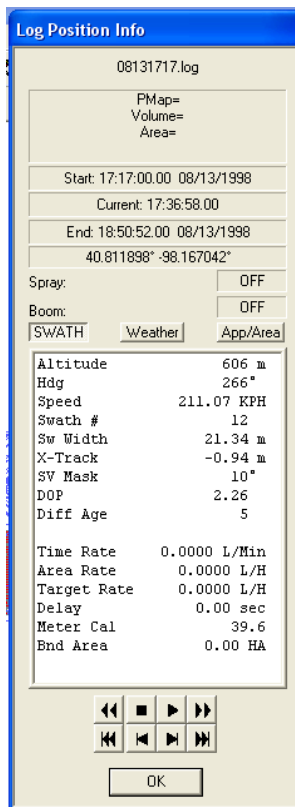 Log Position Info
08131717.log
PMap=
Volume=
Area=
Start: 17:17:00.00 08/13/1998
Current: 17:36:58.00
End: 18:50:52.00 08/13/1998
40.811898° -98.167042°
Spray: OFF
Boom: OFF
SWATH Weather App/Area
Altitude 606 m
Hdg 266°
Speed 211.07 KPH
Swath # 12
Sw Width 21.34 m
X-Track -0.94 m
SV Mask 10°
DOP 2.26
Diff Age 5
Time Rate 0.0000 L/Min
Area Rate 0.0000 L/H
Target Rate 0.0000 L/H
Delay 0.00 sec
Meter Cal 39.6
Bnd Area 0.00 HA
OK